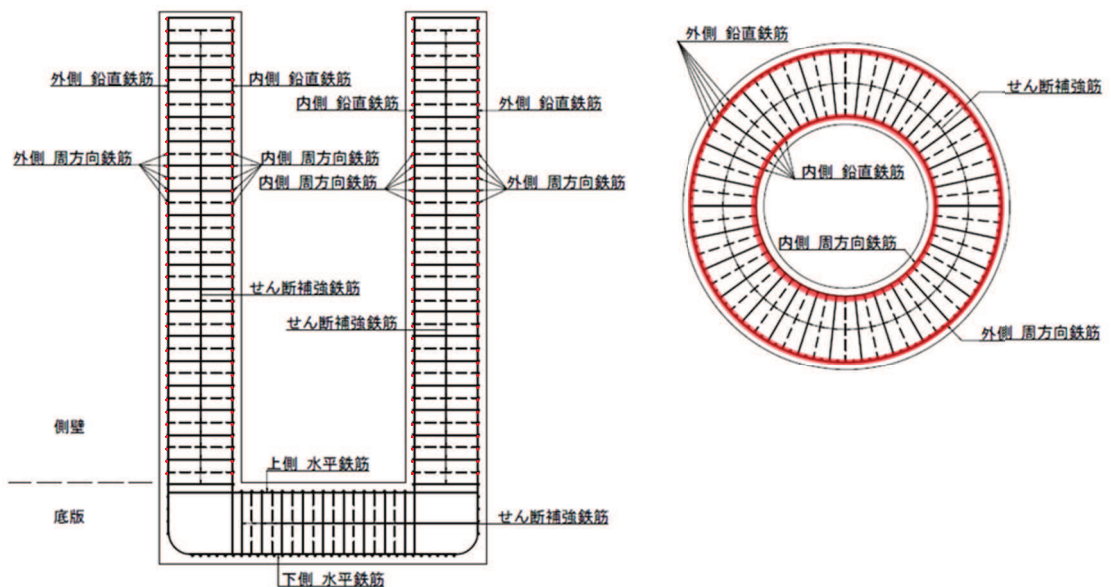 外側 鉛直鉄筋
内側 鉛直鉄筋
内側 鉛直鉄筋
外側 鉛直鉄筋
外側 周方向鉄筋
内側 周方向鉄筋
内側 周方向鉄筋
外側 周方向鉄筋
せん断補強鉄筋
せん断補強鉄筋
側壁
上側 水平鉄筋
底版
せん断補強鉄筋
下側 水平鉄筋
外側 鉛直鉄筋
せん断補強筋
内側 鉛直鉄筋
内側 周方向鉄筋
外側 周方向鉄筋